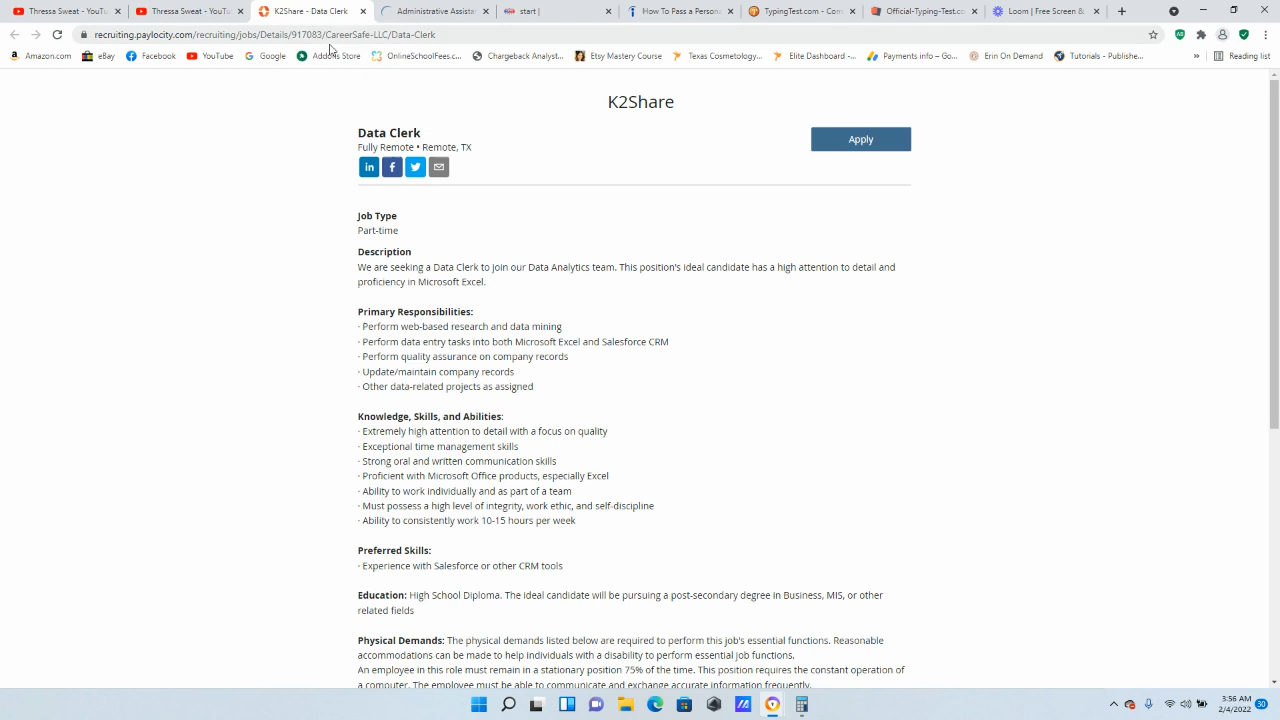 Thressa Sweat - YouTu
Thressa Sweat - YouTu
K2Share - Data Clerk
Administrative Assistan
start |
How To Pass a Persona
TypingTest.com - Com
Official-Typing-Test.co
Loom | Free Screen &
recruiting.paylocity.com/recruiting/jobs/Details/917083/CareerSafe-LLC/Data-Clerk
Amazon.com
eBay
Facebook
YouTube
Google
Addons Store
OnlineSchoolFees.c...
Chargeback Analyst...
Etsy Mastery Course
Texas Cosmetology...
Elite Dashboard -...
Payments info – Go...
Erin On Demand
Tutorials - Publishe...
»
Reading list
K2Share
Data Clerk
Apply
Fully Remote • Remote, TX
Job Type
Part-time
Description
We are seeking a Data Clerk to join our Data Analytics team. This position's ideal candidate has a high attention to detail and
proficiency in Microsoft Excel.
Primary Responsibilities:
· Perform web-based research and data mining
· Perform data entry tasks into both Microsoft Excel and Salesforce CRM
· Perform quality assurance on company records
· Update/maintain company records
· Other data-related projects as assigned
Knowledge, Skills, and Abilities:
· Extremely high attention to detail with a focus on quality
· Exceptional time management skills
· Strong oral and written communication skills
· Proficient with Microsoft Office products, especially Excel
· Ability to work individually and as part of a team
· Must possess a high level of integrity, work ethic, and self-discipline
· Ability to consistently work 10-15 hours per week
Preferred Skills:
· Experience with Salesforce or other CRM tools
Education: High School Diploma. The ideal candidate will be pursuing a post-secondary degree in Business, MIS, or other
related fields
Physical Demands: The physical demands listed below are required to perform this job's essential functions. Reasonable
accommodations can be made to help individuals with a disability to perform essential job functions.
An employee in this role must remain in a stationary position 75% of the time. This position requires the constant operation of
a computer. The employee must be able to communicate and exchange accurate information frequently.
3:56 AM
2/4/2022
30